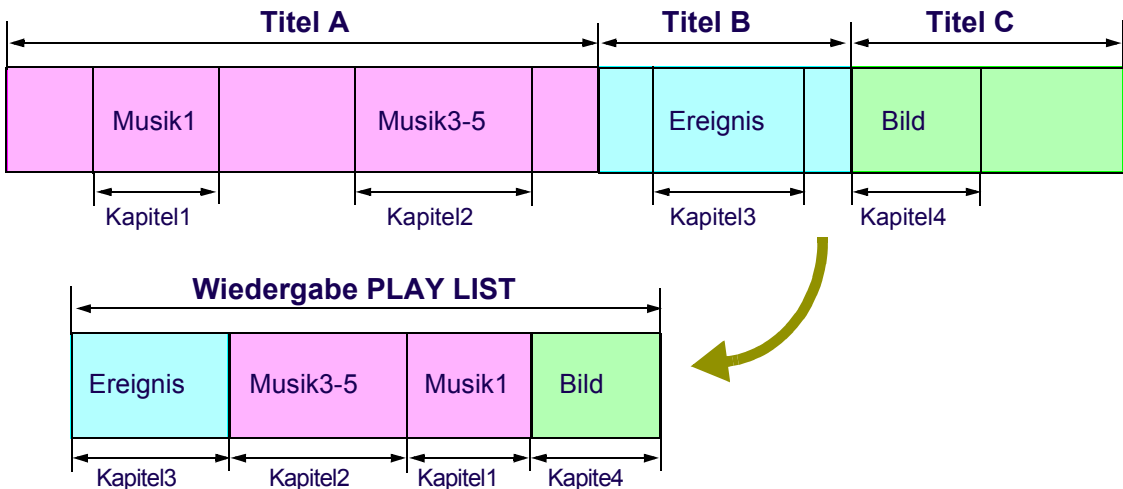 Titel A Titel B Titel C
Musik1 Musik3-5 Ereignis Bild
Kapitel1 Kapitel2 Kapitel3 Kapitel4
Wiedergabe PLAY LIST
Ereignis Musik3-5 Musik1 Bild
Kapitel3 Kapitel2 Kapitel1 Kapite4